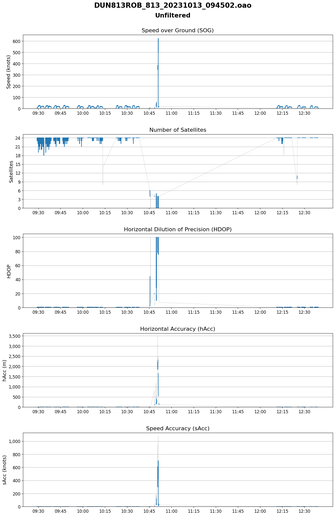 DUN813ROB_813_20231013_094502.oao
Unfiltered
Speed over Ground (SOG)
Speed (knots)
600
500
400
300
200
100
0
09:30 09:45 10:00 10:15 10:30 10:45 11:00 11:15 11:30 11:45 12:00 12:15 12:30
Number of Satellites
Satellites
24
21
18
15
12
9
6
3
0
09:30 09:45 10:00 10:15 10:30 10:45 11:00 11:15 11:30 11:45 12:00 12:15 12:30
Horizontal Dilution of Precision (HDOP)
HDOP
100
80
60
40
20
0
09:30 09:45 10:00 10:15 10:30 10:45 11:00 11:15 11:30 11:45 12:00 12:15 12:30
Horizontal Accuracy (hAcc)
hAcc (m)
3,500
3,000
2,500
2,000
1,500
1,000
500
0
09:30 09:45 10:00 10:15 10:30 10:45 11:00 11:15 11:30 11:45 12:00 12:15 12:30
Speed Accuracy (sAcc)
sAcc (knots)
1,000
800
600
400
200
0
09:30 09:45 10:00 10:15 10:30 10:45 11:00 11:15 11:30 11:45 12:00 12:15 12:30